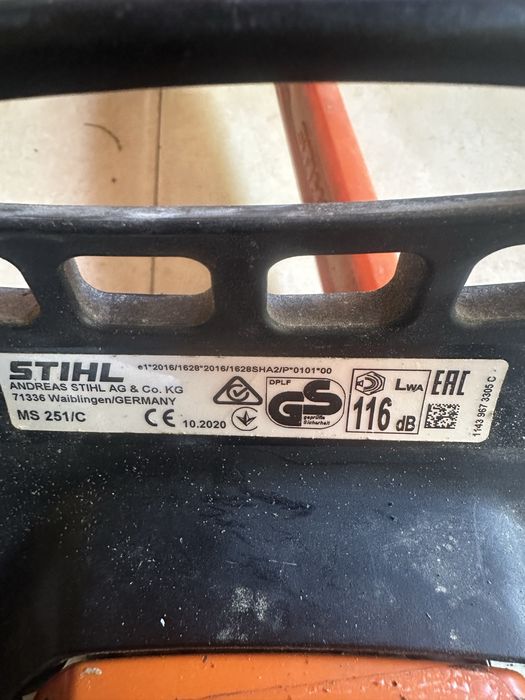 STIHL
e1*2016/1628*2016/1628SHA2/P*0101*00
ANDREAS STIHL AG & Co. KG
71336 Waiblingen/GERMANY
MS 251/C
CE 10.2020
DPLF
GS
geprüfte
Sicherheit
LWA
116 dB
EAC
1143 967 3305 C